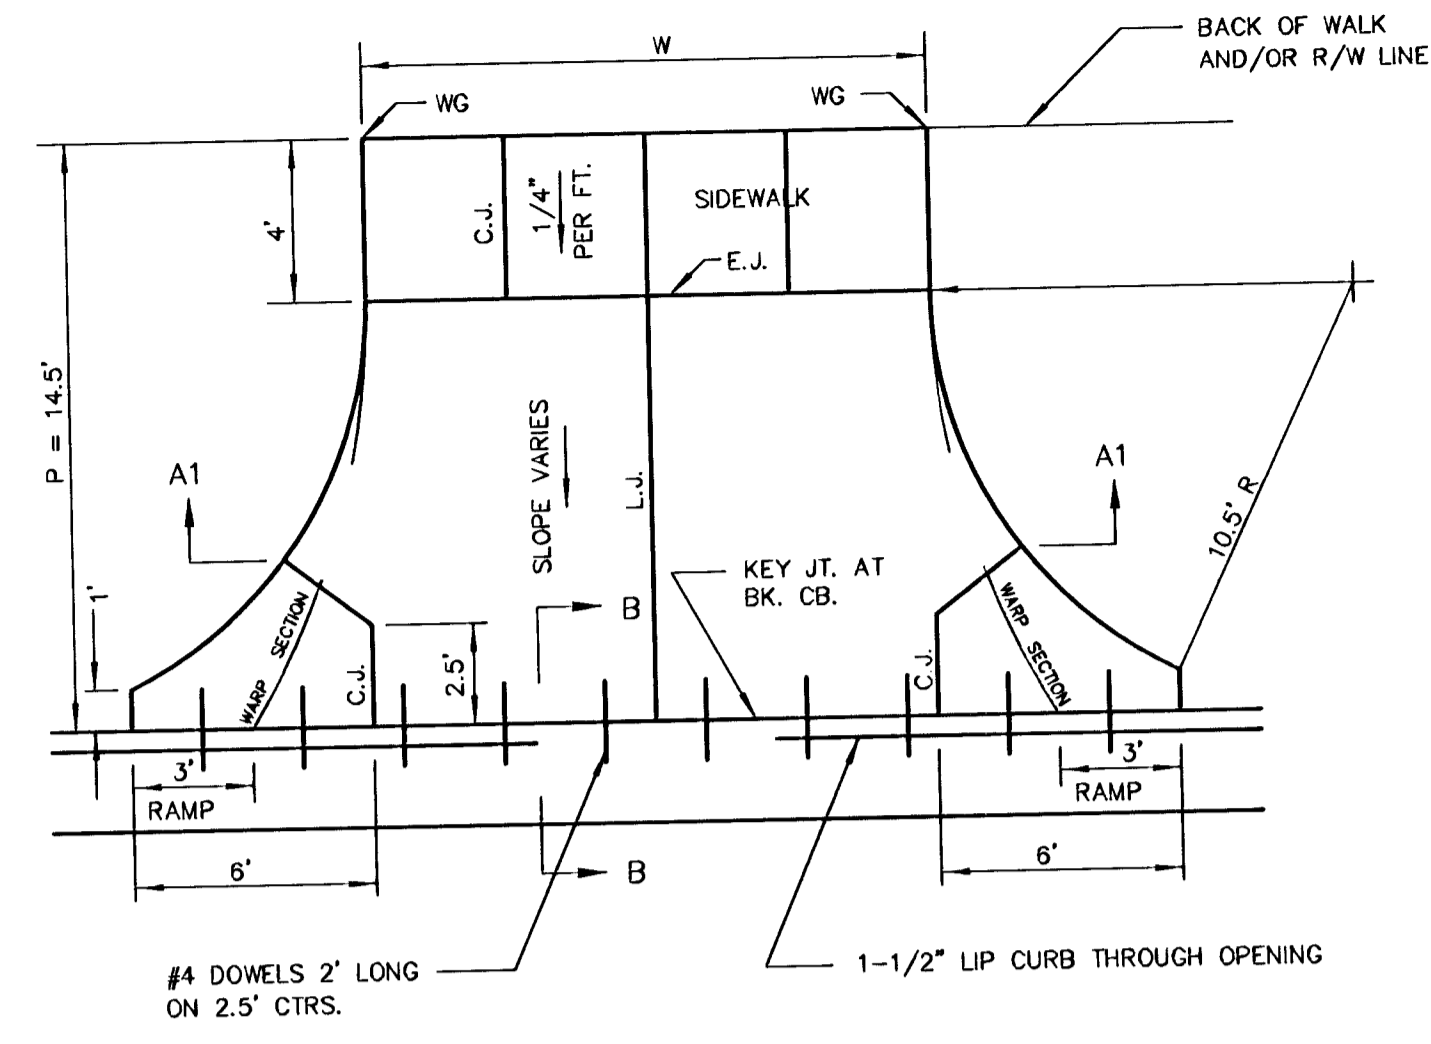 BACK OF WALK
AND/OR R/W LINE
W
WG
WG
4'
C.J.
1/4"
PER FT.
SIDEWALK
E.J.
P = 14.5'
A1
A1
SLOPE VARIES
L.J.
10.5' R
KEY JT. AT
BK. CB.
1'
B
WARP SECTION
WARP SECTION
C.J.
2.5'
C.J.
3'
RAMP
3'
RAMP
6'
B
6'
#4 DOWELS 2' LONG
ON 2.5' CTRS.
1-1/2" LIP CURB THROUGH OPENING